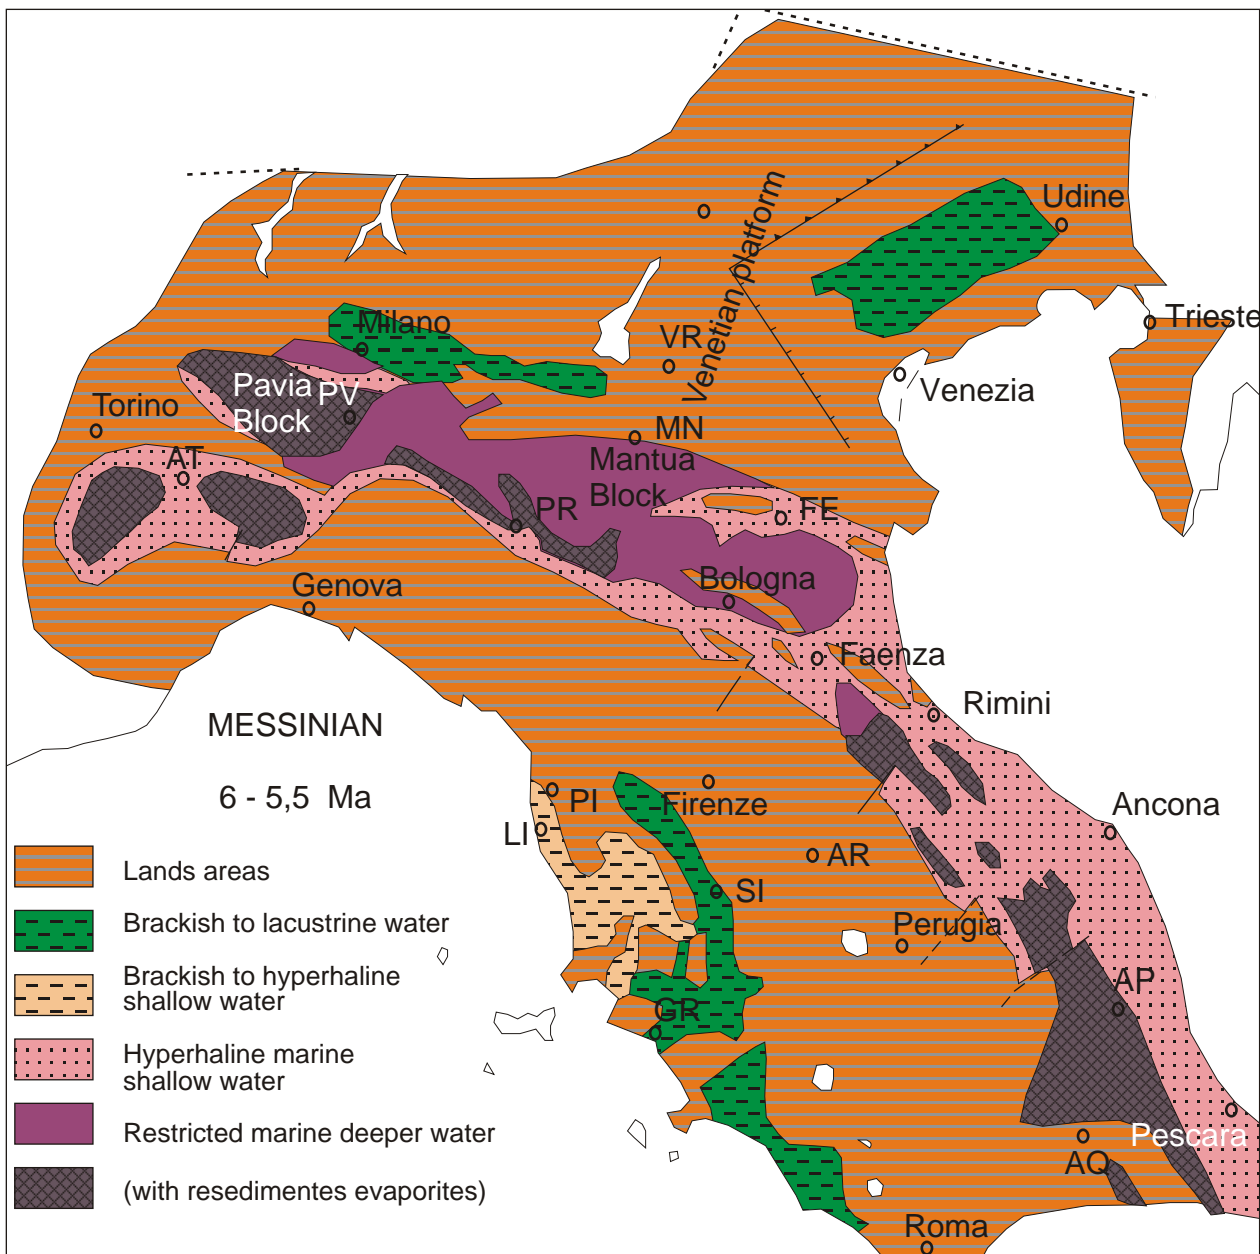 Udine
Trieste
Venetian platform
Milano
VR
Venezia
Pavia
Block
PV
Torino
MN
AT
Mantua
Block
PR
FE
Genova
Bologna
Faenza
Rimini
MESSINIAN
6 - 5,5 Ma
PI
Firenze
Ancona
LI
AR
SI
Perugia
AP
GR
Pescara
AQ
Roma
Lands areas
Brackish to lacustrine water
Brackish to hyperhaline
shallow water
Hyperhaline marine
shallow water
Restricted marine deeper water
(with resedimentes evaporites)